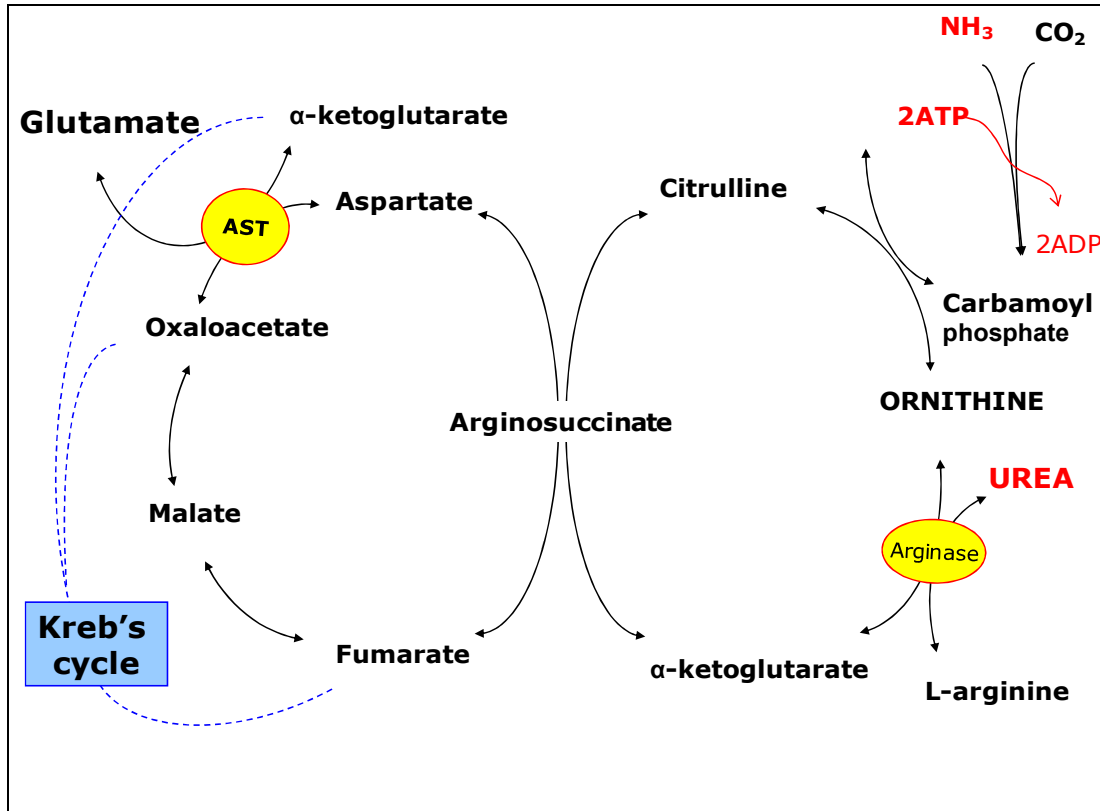 NH₃
CO₂
2ATP
2ADP
Glutamate
α-ketoglutarate
AST
Aspartate
Citrulline
Oxaloacetate
Carbamoyl
phosphate
Arginosuccinate
ORNITHINE
UREA
Malate
Arginase
Kreb's
cycle
Fumarate
α-ketoglutarate
L-arginine